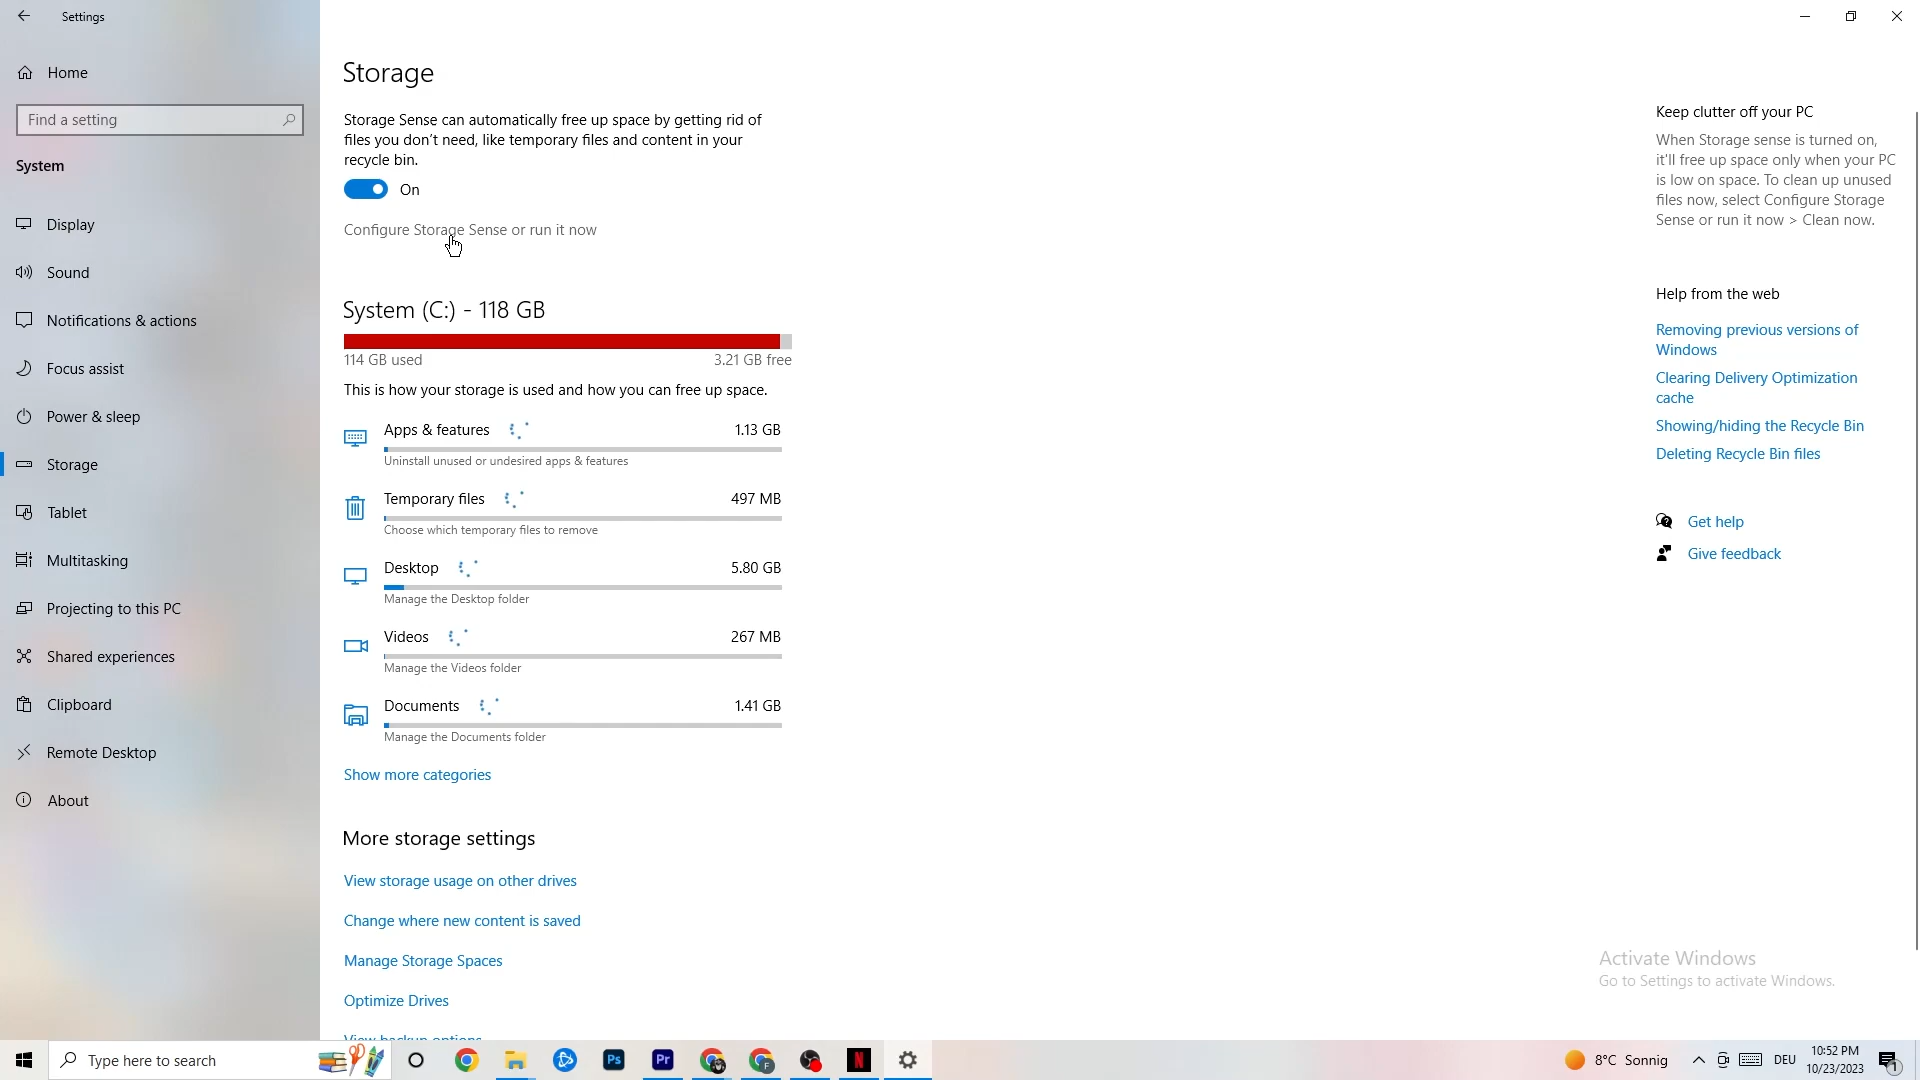 Settings
Home
Find a setting
System
Display
Sound
Notifications & actions
Focus assist
Power & sleep
Storage
Tablet
Multitasking
Projecting to this PC
Shared experiences
Clipboard
Remote Desktop
About
Storage
Storage Sense can automatically free up space by getting rid of
files you don't need, like temporary files and content in your
recycle bin.
On
Configure Storage Sense or run it now
System (C:) - 118 GB
114 GB used 3.21 GB free
This is how your storage is used and how you can free up space.
Apps & features 1.13 GB
Uninstall unused or undesired apps & features
Temporary files 497 MB
Choose which temporary files to remove
Desktop 5.80 GB
Manage the Desktop folder
Videos 267 MB
Manage the Videos folder
Documents 1.41 GB
Manage the Documents folder
Show more categories
More storage settings
View storage usage on other drives
Change where new content is saved
Manage Storage Spaces
Optimize Drives
View backup options
Keep clutter off your PC
When Storage sense is turned on,
it'll free up space only when your PC
is low on space. To clean up unused
files now, select Configure Storage
Sense or run it now > Clean now.
Help from the web
Removing previous versions of
Windows
Clearing Delivery Optimization
cache
Showing/hiding the Recycle Bin
Deleting Recycle Bin files
Get help
Give feedback
Activate Windows
Go to Settings to activate Windows.
Type here to search
Ps
Pr
F
N
8°C Sonnig
DEU
10:52 PM
10/23/2023
1